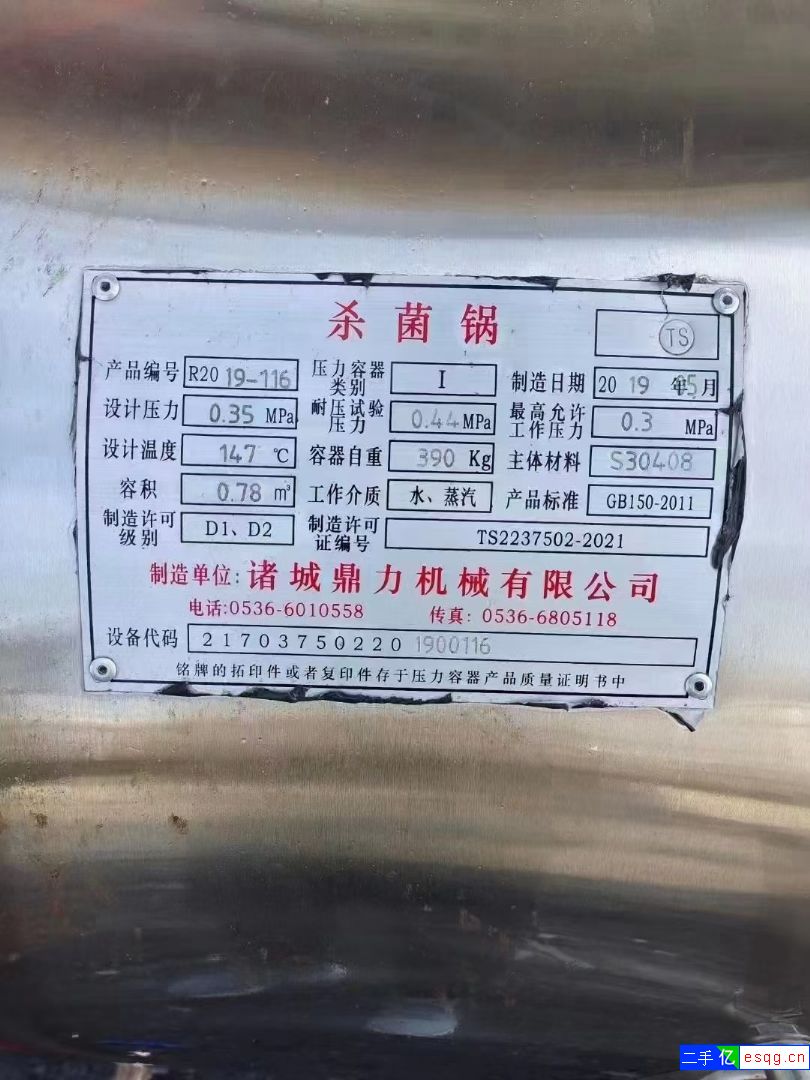 杀菌锅
TS
产品编号 R2019-116 压力容器类别 I 制造日期 2019年05月
设计压力 0.35 MPa 耐压试验压力 0.44 MPa 最高允许工作压力 0.3 MPa
设计温度 147 ℃ 容器自重 390 Kg 主体材料 S30408
容积 0.78 m³ 工作介质 水、蒸汽 产品标准 GB150-2011
制造许可级别 D1、D2 制造许可证编号 TS2237502-2021
制造单位:诸城鼎力机械有限公司
电话:0536-6010558 传真: 0536-6805118
设备代码 217037502201900116
铭牌的拓印件或者复印件存于压力容器产品质量证明书中
二手亿 esqg.cn